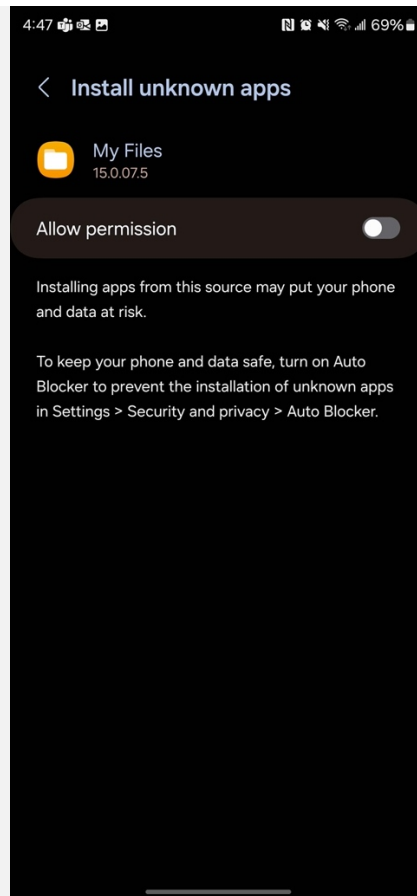 4:47 69%
Install unknown apps
My Files
15.0.07.5
Allow permission
Installing apps from this source may put your phone
and data at risk.
To keep your phone and data safe, turn on Auto
Blocker to prevent the installation of unknown apps
in Settings > Security and privacy > Auto Blocker.